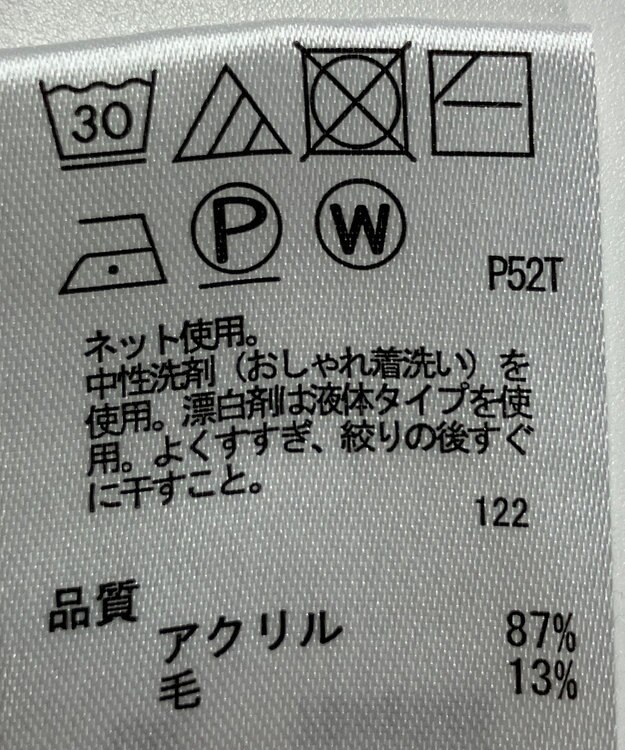 30
P
W
P52T
ネット使用。
中性洗剤（おしゃれ着洗い）を
使用。漂白剤は液体タイプを使
用。よくすすぎ、絞りの後すぐ
に干すこと。
122
品質
アクリル 87%
毛 13%